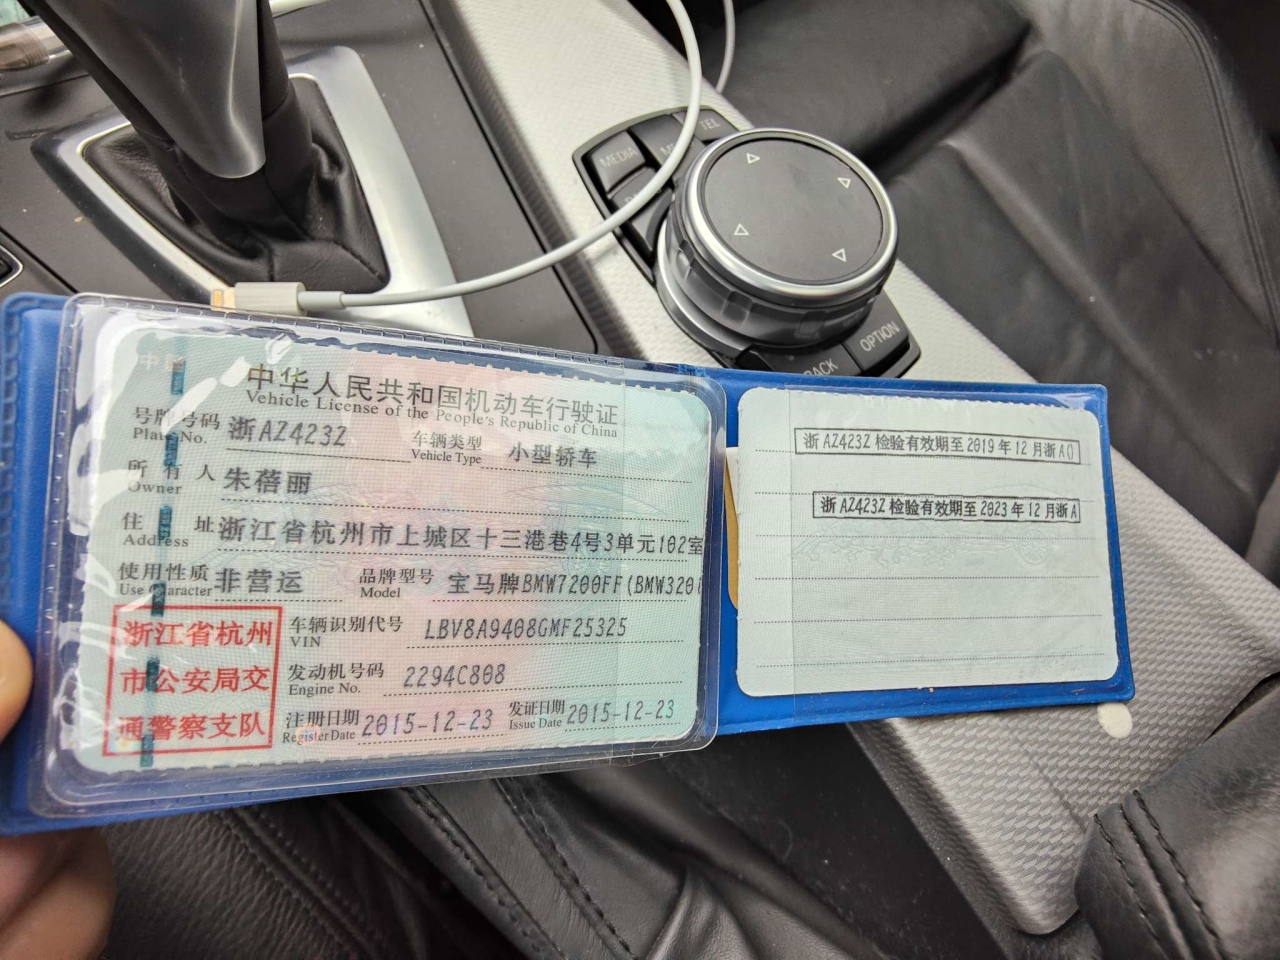 MEDIA
TEL
OPTION
中华人民共和国机动车行驶证
Vehicle License of the People's Republic of China
号牌号码 浙AZ423Z 车辆类型 小型轿车
Plate No. Vehicle Type
所有人 朱蓓丽
Owner
住址 浙江省杭州市上城区十三港巷4号3单元102室
Address
使用性质 非营运 品牌型号 宝马牌BMW7200FF(BMW320
Use Character Model
浙江省杭州
市公安局交
通警察支队
车辆识别代号 LBV8A9408GMF25325
VIN
发动机号码 2294C808
Engine No.
注册日期 2015-12-23 发证日期 2015-12-23
Register Date Issue Date
浙AZ423Z检验有效期至2019年12月浙A()
浙AZ423Z检验有效期至2023年12月浙A